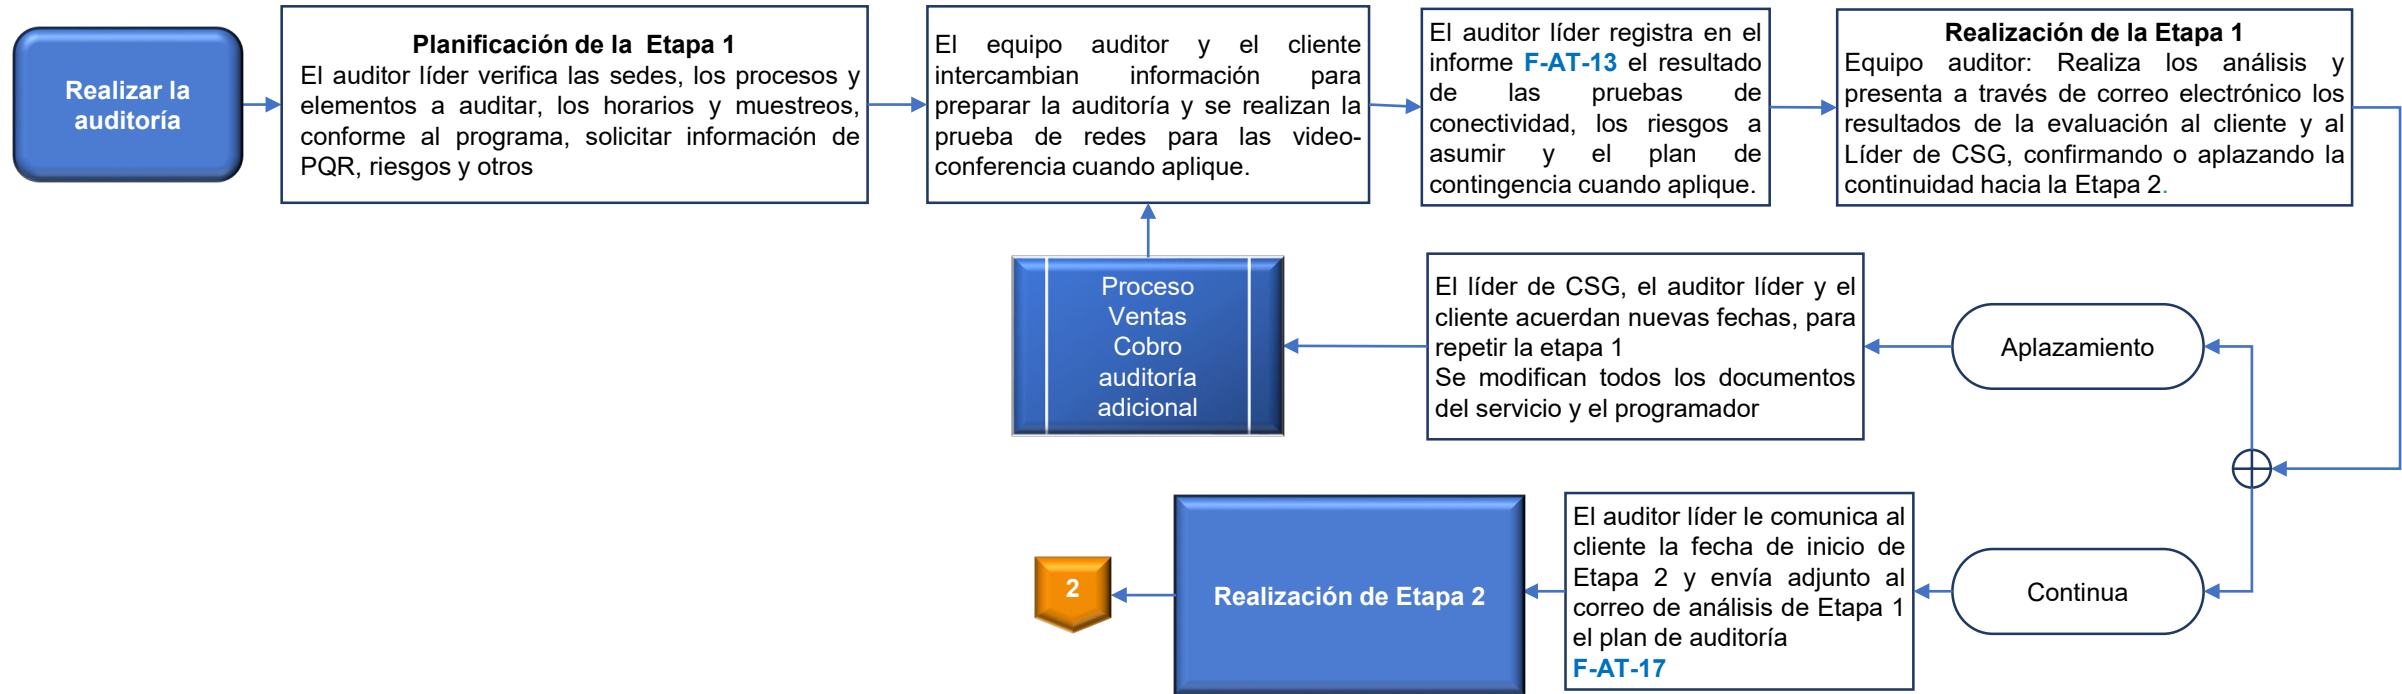 Realizar la
auditoría
Planificación de la Etapa 1
El auditor líder verifica las sedes, los procesos y
elementos a auditar, los horarios y muestreos,
conforme al programa, solicitar información de
PQR, riesgos y otros
El equipo auditor y el cliente
intercambian información para
preparar la auditoría y se realizan la
prueba de redes para las video-
conferencia cuando aplique.
El auditor líder registra en el
informe F-AT-13 el resultado
de las pruebas de
conectividad, los riesgos a
asumir y el plan de
contingencia cuando aplique.
Realización de la Etapa 1
Equipo auditor: Realiza los análisis y
presenta a través de correo electrónico los
resultados de la evaluación al cliente y al
Líder de CSG, confirmando o aplazando la
continuidad hacia la Etapa 2.
Proceso
Ventas
Cobro
auditoría
adicional
El líder de CSG, el auditor líder y el
cliente acuerdan nuevas fechas, para
repetir la etapa 1
Se modifican todos los documentos
del servicio y el programador
Aplazamiento
2
Realización de Etapa 2
El auditor líder le comunica al
cliente la fecha de inicio de
Etapa 2 y envía adjunto al
correo de análisis de Etapa 1
el plan de auditoría
F-AT-17
Continua